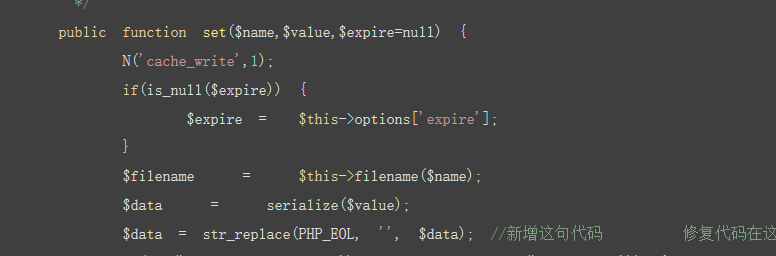 */
public function set($name,$value,$expire=null) {
N('cache_write',1);
if(is_null($expire)) {
$expire = $this->options['expire'];
}
$filename = $this->filename($name);
$data = serialize($value);
$data = str_replace(PHP_EOL, '', $data); //新增这句代码 修复代码在这